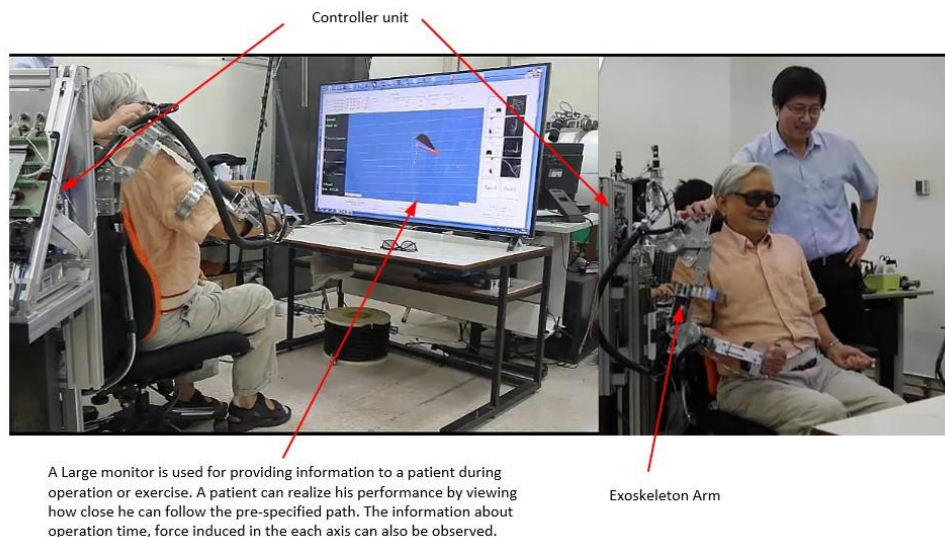 Controller unit
A Large monitor is used for providing information to a patient during
operation or exercise. A patient can realize his performance by viewing
how close he can follow the pre-specified path. The information about
operation time, force induced in the each axis can also be observed.
Exoskeleton Arm